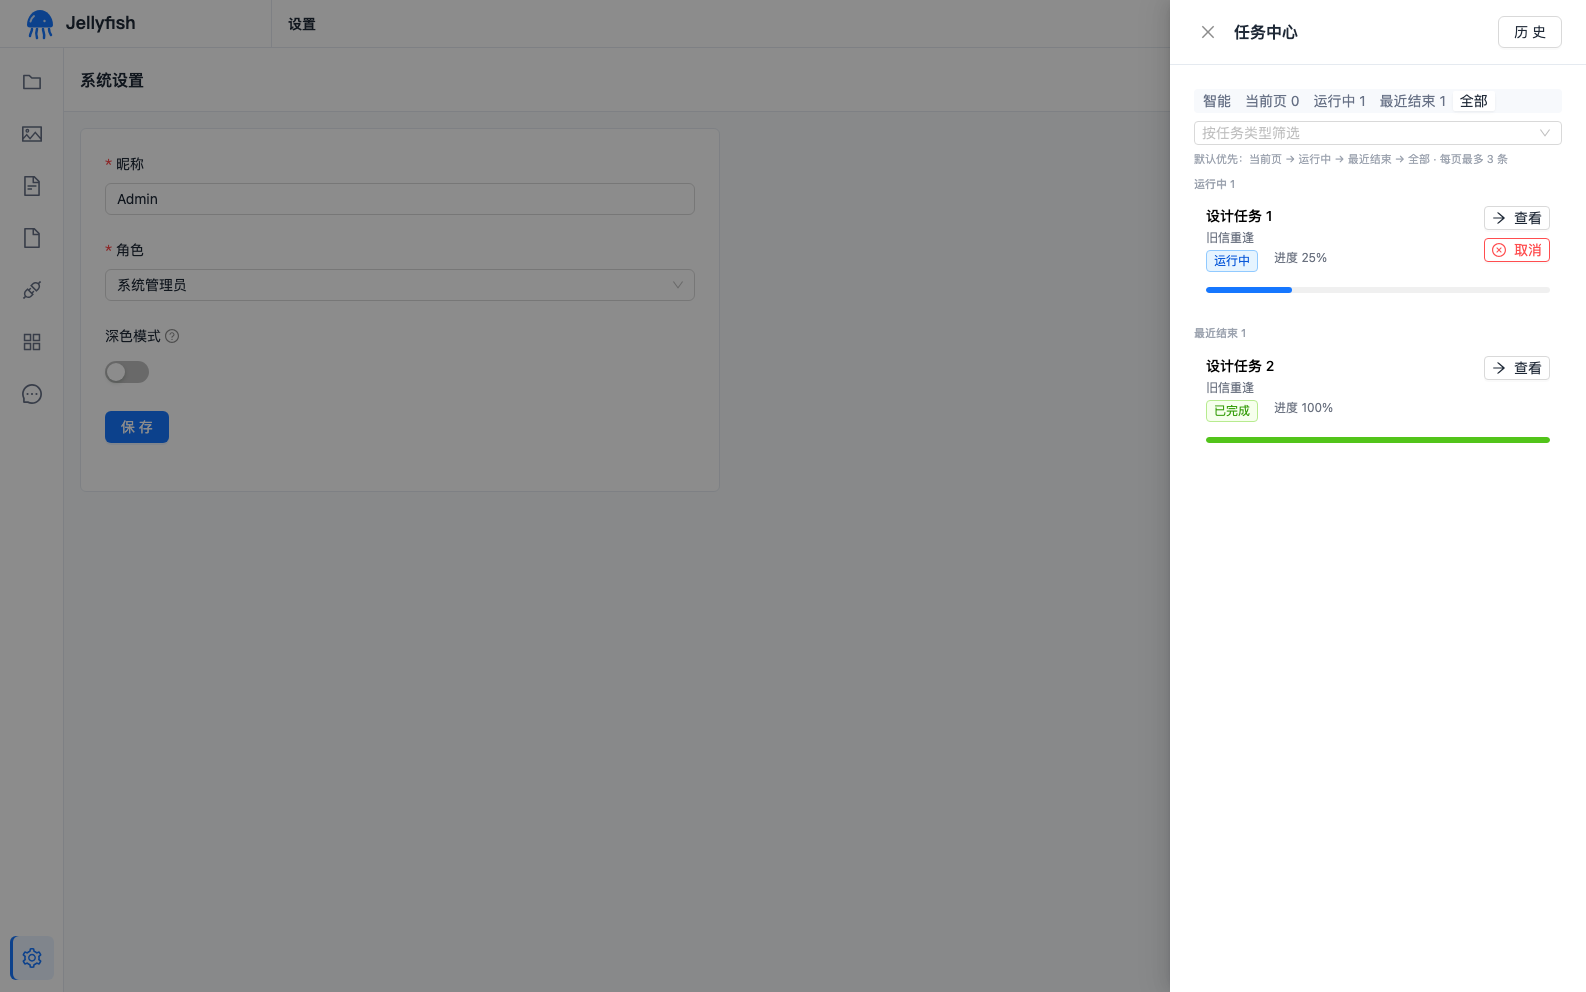 Jellyfish
设置
系统设置
* 昵称
Admin
* 角色
系统管理员
深色模式
保 存
任务中心
历 史
智能 当前页 0 运行中 1 最近结束 1 全部
按任务类型筛选
默认优先：当前页 → 运行中 → 最近结束 → 全部 · 每页最多 3 条
运行中 1
设计任务 1
查看
旧信重逢
取消
运行中 进度 25%
最近结束 1
设计任务 2
查看
旧信重逢
已完成 进度 100%